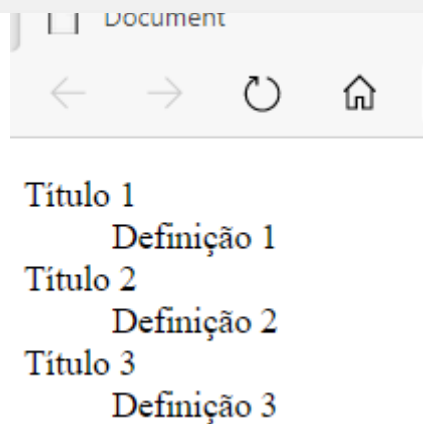 Document
Título 1
Definição 1
Título 2
Definição 2
Título 3
Definição 3